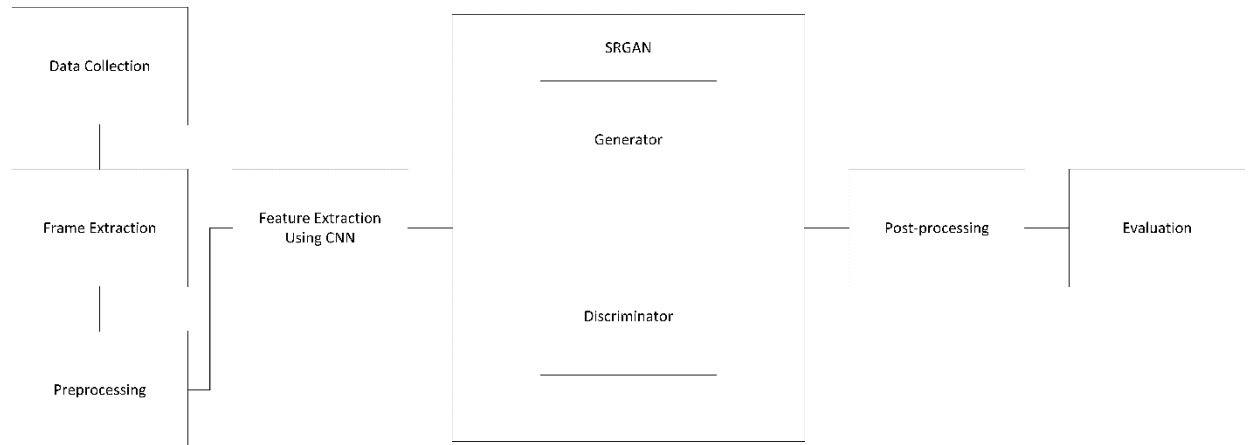 Data Collection
Frame Extraction
Preprocessing
Feature Extraction
Using CNN
SRGAN
Generator
Discriminator
Post-processing
Evaluation